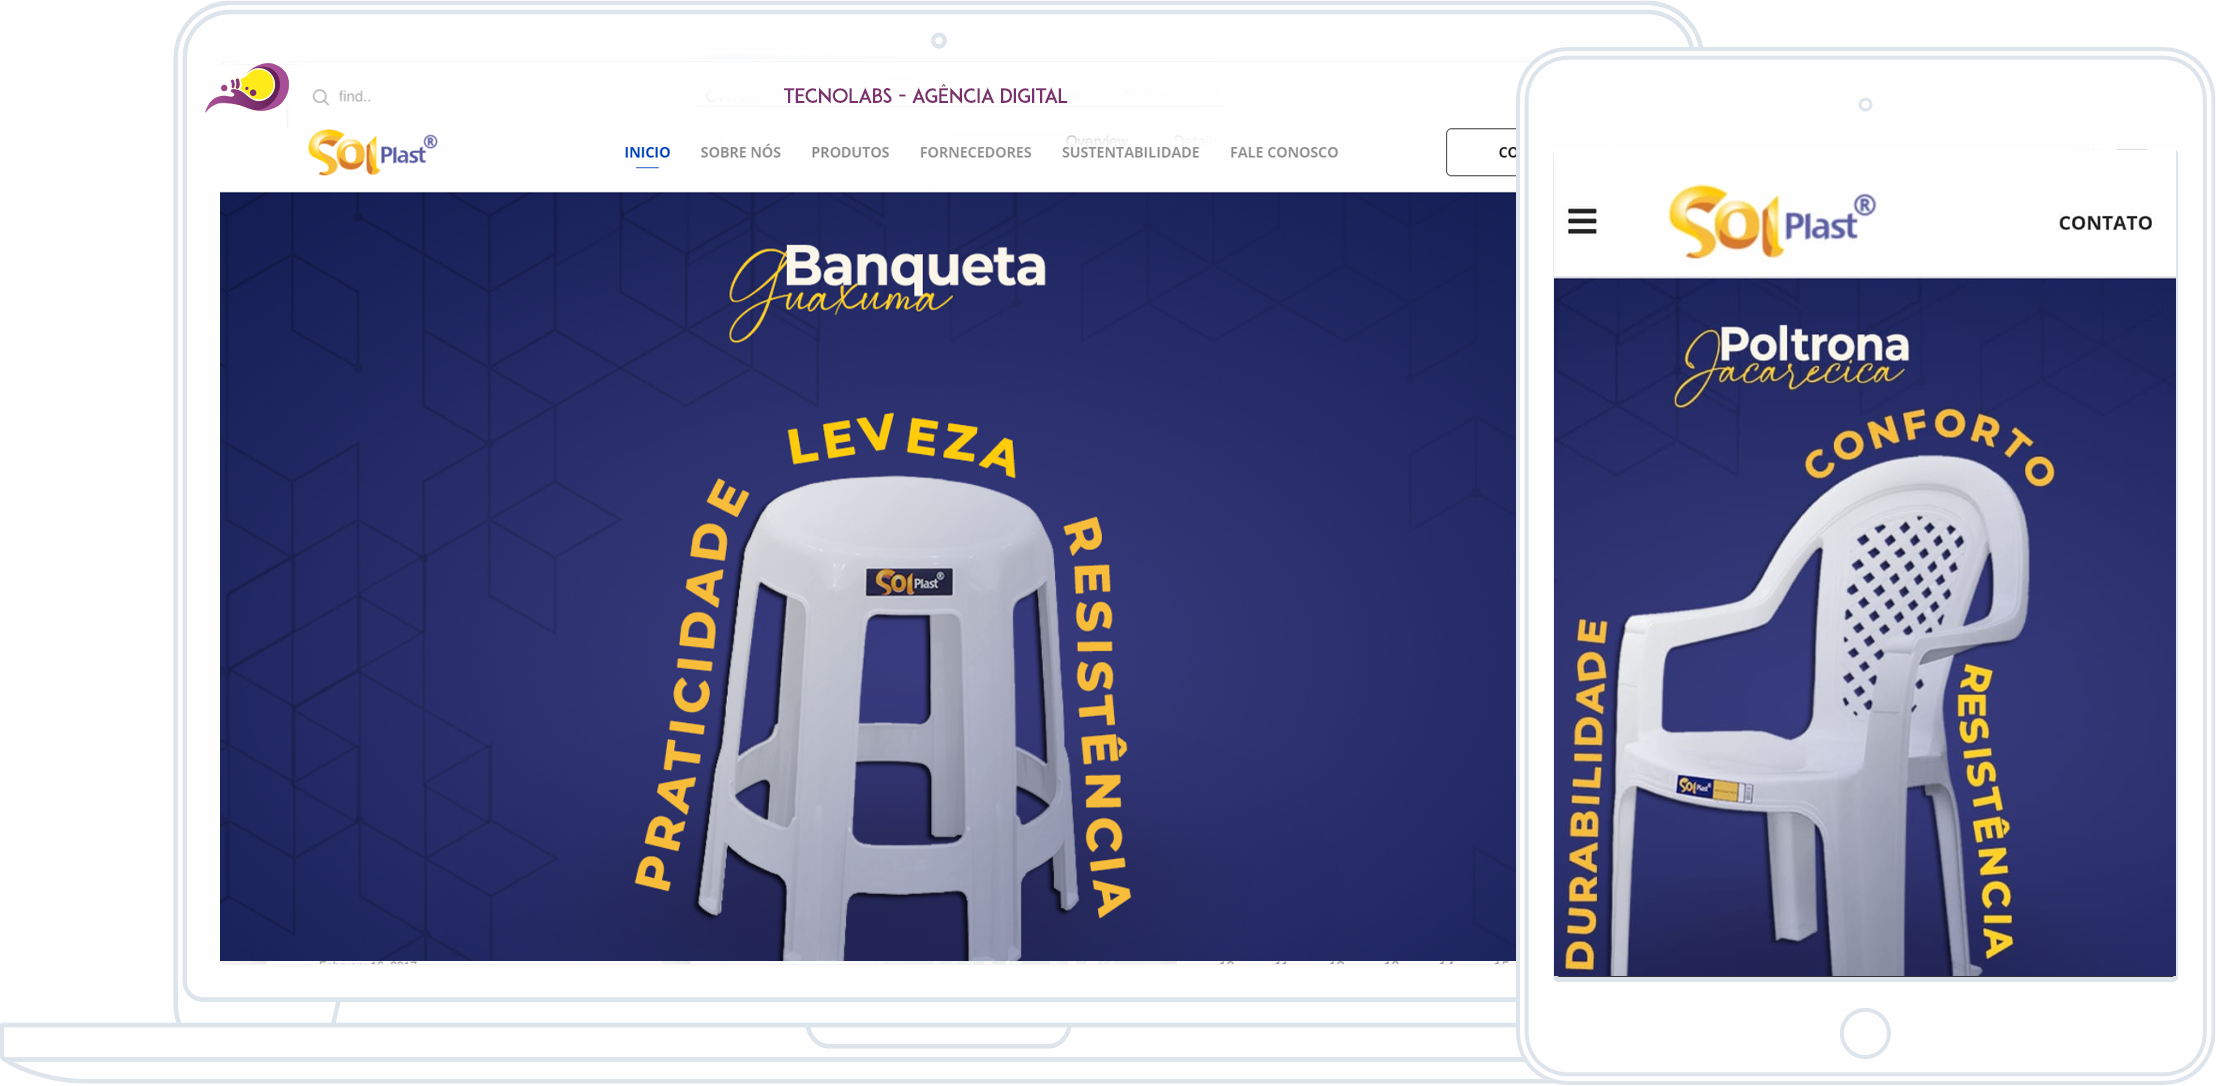 find..
TECNOLABS - AGÊNCIA DIGITAL
Sol Plast®
INICIO SOBRE NÓS PRODUTOS FORNECEDORES SUSTENTABILIDADE FALE CONOSCO
Overview
Banqueta
Guaxuma
LEVEZA
PRATICIDADE
RESISTÊNCIA
Sol Plast®
Sol Plast®
CONTATO
Poltrona
Jacarecica
CONFORTO
DURABILIDADE
RESISTÊNCIA
Sol Plast®